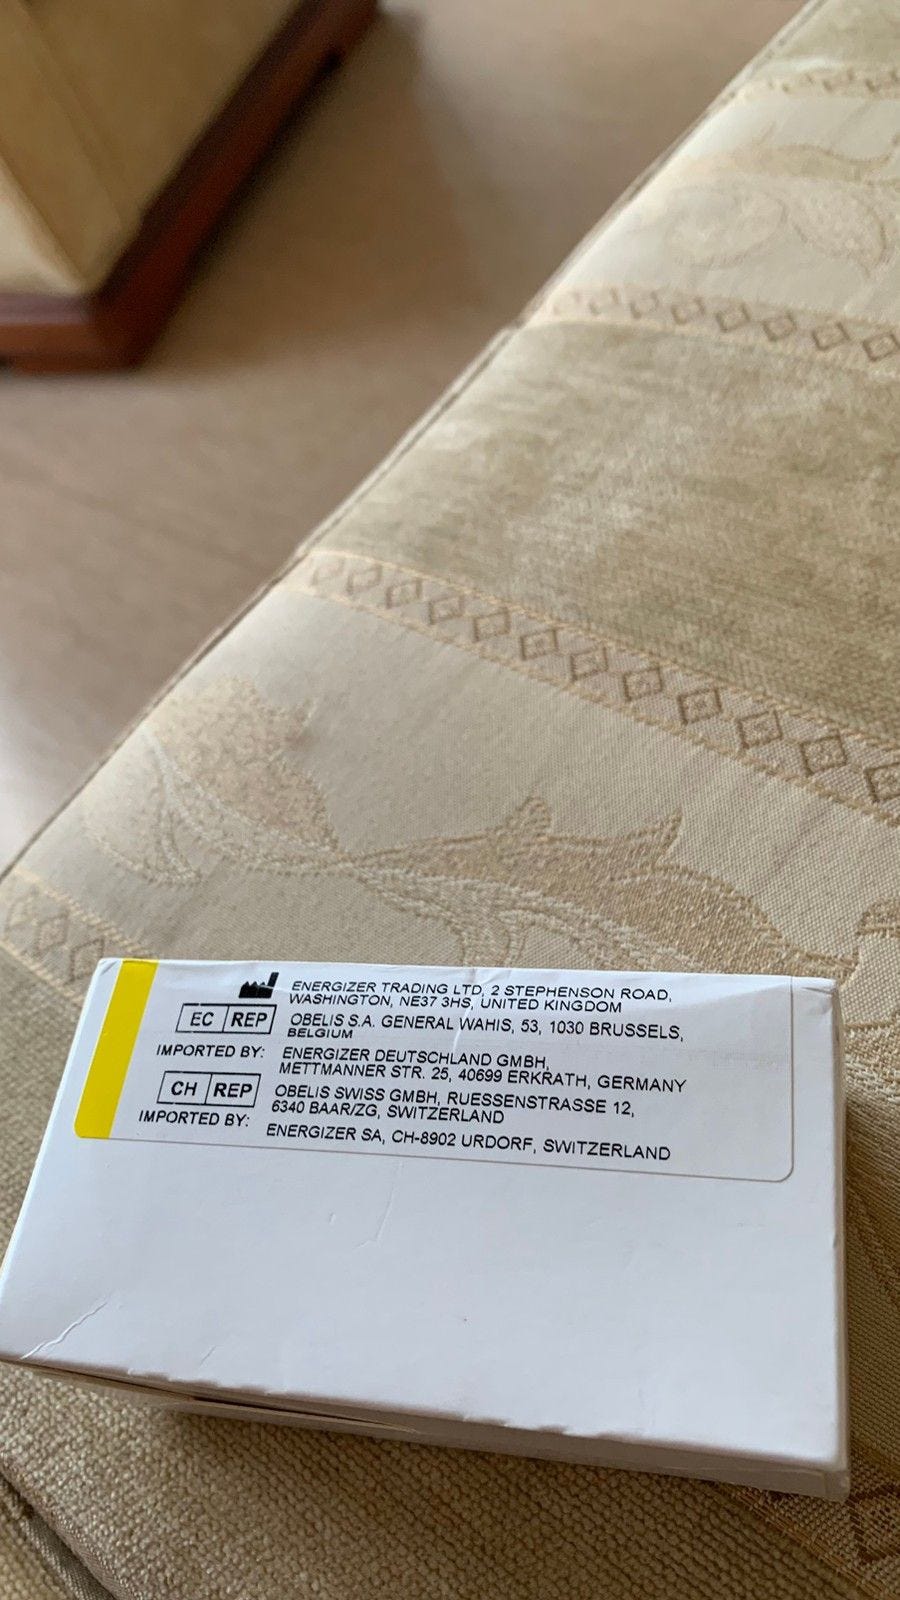 ENERGIZER TRADING LTD, 2 STEPHENSON ROAD,
WASHINGTON, NE37 3HS, UNITED KINGDOM
EC REP OBELIS S.A. GENERAL WAHIS, 53, 1030 BRUSSELS,
BELGIUM
IMPORTED BY: ENERGIZER DEUTSCHLAND GMBH,
METTMANNER STR. 25, 40699 ERKRATH, GERMANY
CH REP OBELIS SWISS GMBH, RUESSENSTRASSE 12,
6340 BAAR/ZG, SWITZERLAND
IMPORTED BY: ENERGIZER SA, CH-8902 URDORF, SWITZERLAND